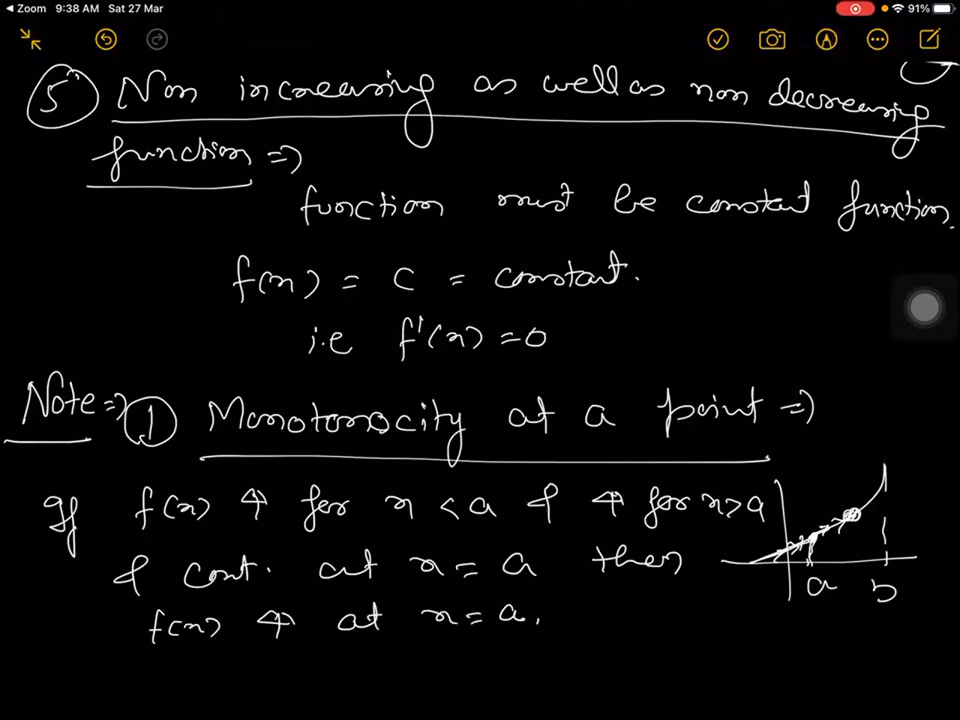 Zoom 9:38 AM Sat 27 Mar 91%
5 Non increasing as well as non decreasing
function ⇒
function must be constant function.
f(x) = c = constant.
i.e f'(x) = 0
Note ⇒ 1 Monotonocity at a point ⇒
If f(x) ↑ for x < a & ↑ for x > a
& cont. at x = a then
f(x) ↑ at x = a.
a b